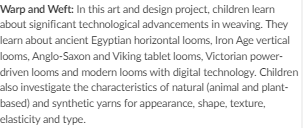 Warp and Weft: In this art and design project, children learn
about significant technological advancements in weaving. They
learn about ancient Egyptian horizontal looms, Iron Age vertical
looms, Anglo-Saxon and Viking tablet looms, Victorian power-
driven looms and modern looms with digital technology. Children
also investigate the characteristics of natural (animal and plant-
based) and synthetic yarns for appearance, shape, texture,
elasticity and type.